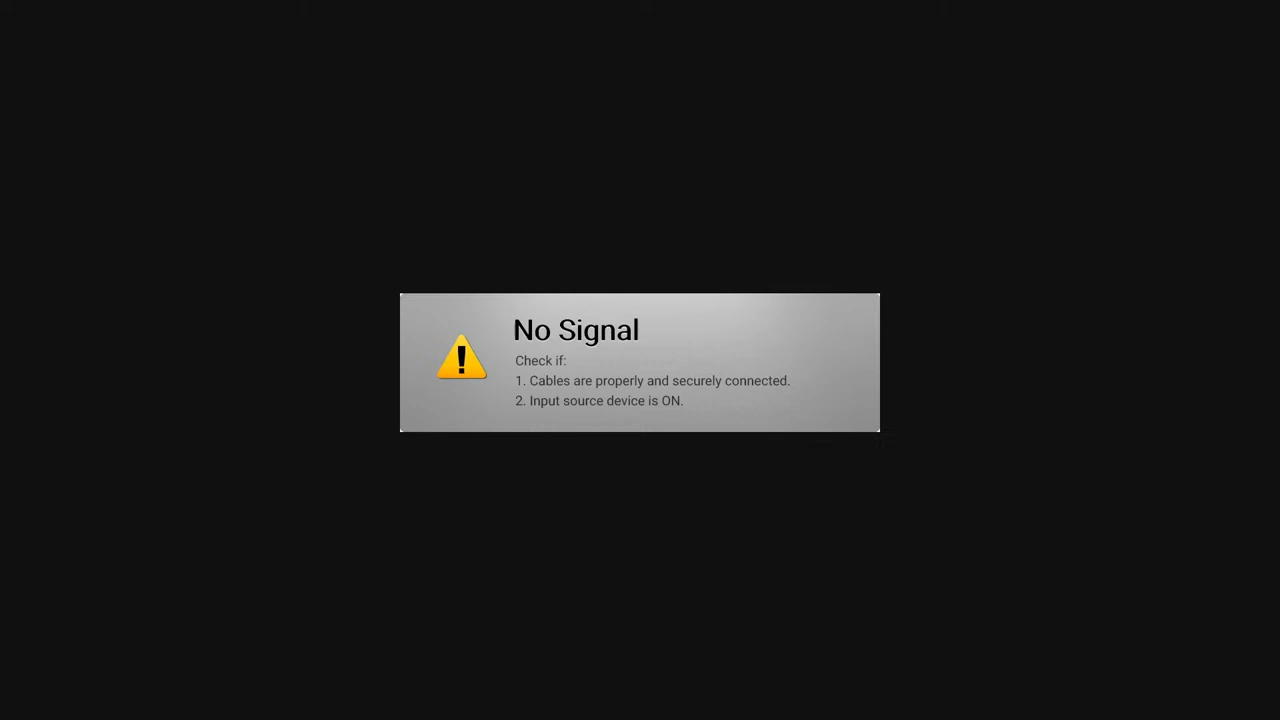 No Signal
Check if:
1. Cables are properly and securely connected.
2. Input source device is ON.